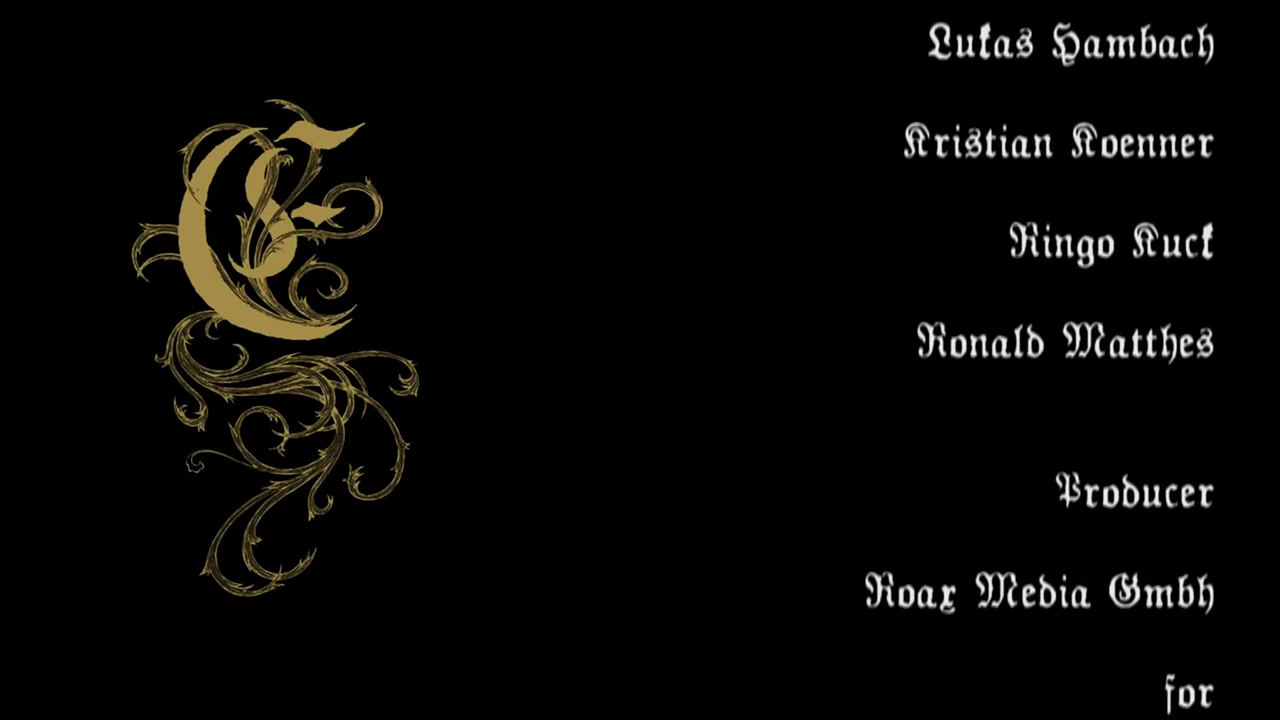 E
Lukas Hambach
Kristian Koenner
Ringo Kuck
Ronald Matthes
Producer
Roax Media Gmbh
for